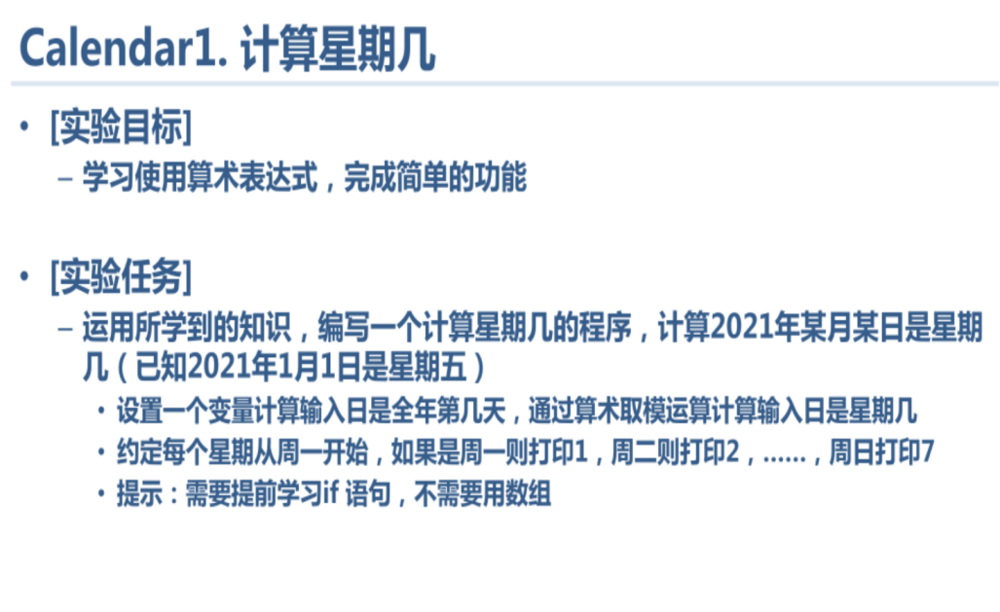 Calendar1. 计算星期几
• [实验目标]
– 学习使用算术表达式，完成简单的功能
• [实验任务]
– 运用所学到的知识，编写一个计算星期几的程序，计算2021年某月某日是星期
几（已知2021年1月1日是星期五）
• 设置一个变量计算输入日是全年第几天，通过算术取模运算计算输入日是星期几
• 约定每个星期从周一开始，如果是周一则打印1，周二则打印2，……，周日打印7
• 提示：需要提前学习if 语句，不需要用数组